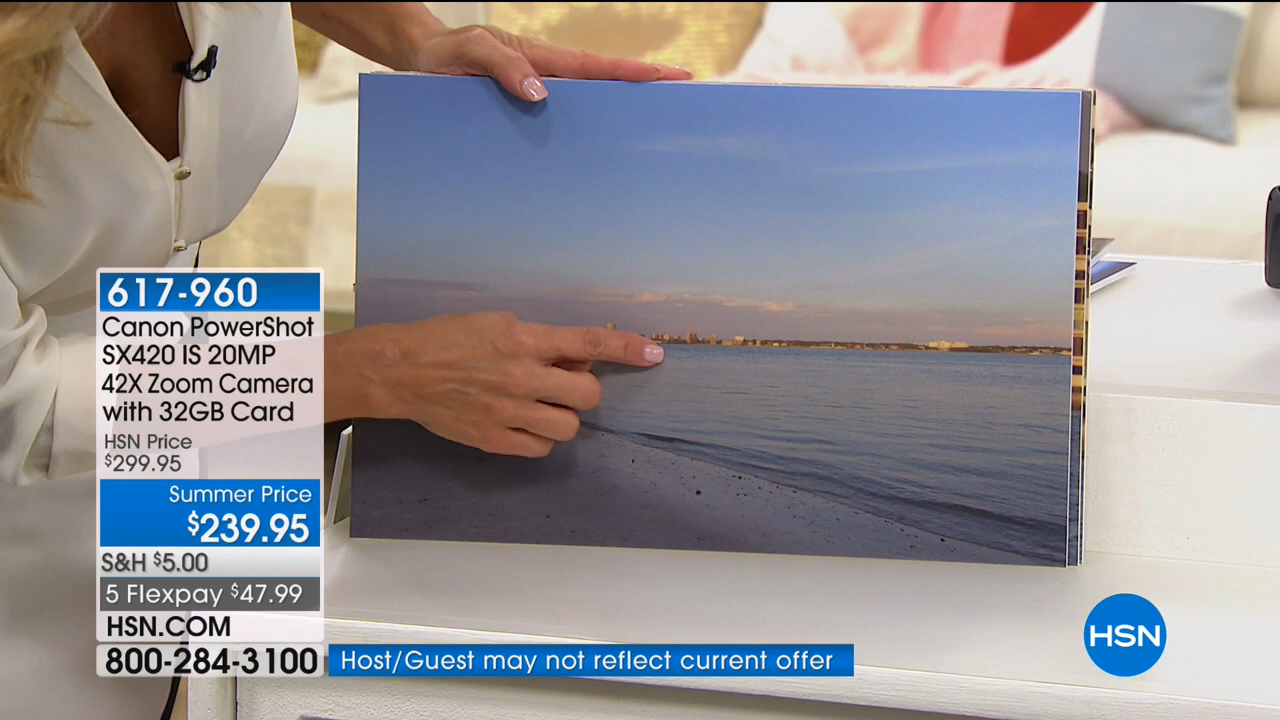 617-960
Canon PowerShot
SX420 IS 20MP
42X Zoom Camera
with 32GB Card
HSN Price
$299.95
Summer Price
$239.95
S&H $5.00
5 Flexpay $47.99
HSN.COM
800-284-3100
Host/Guest may not reflect current offer
HSN